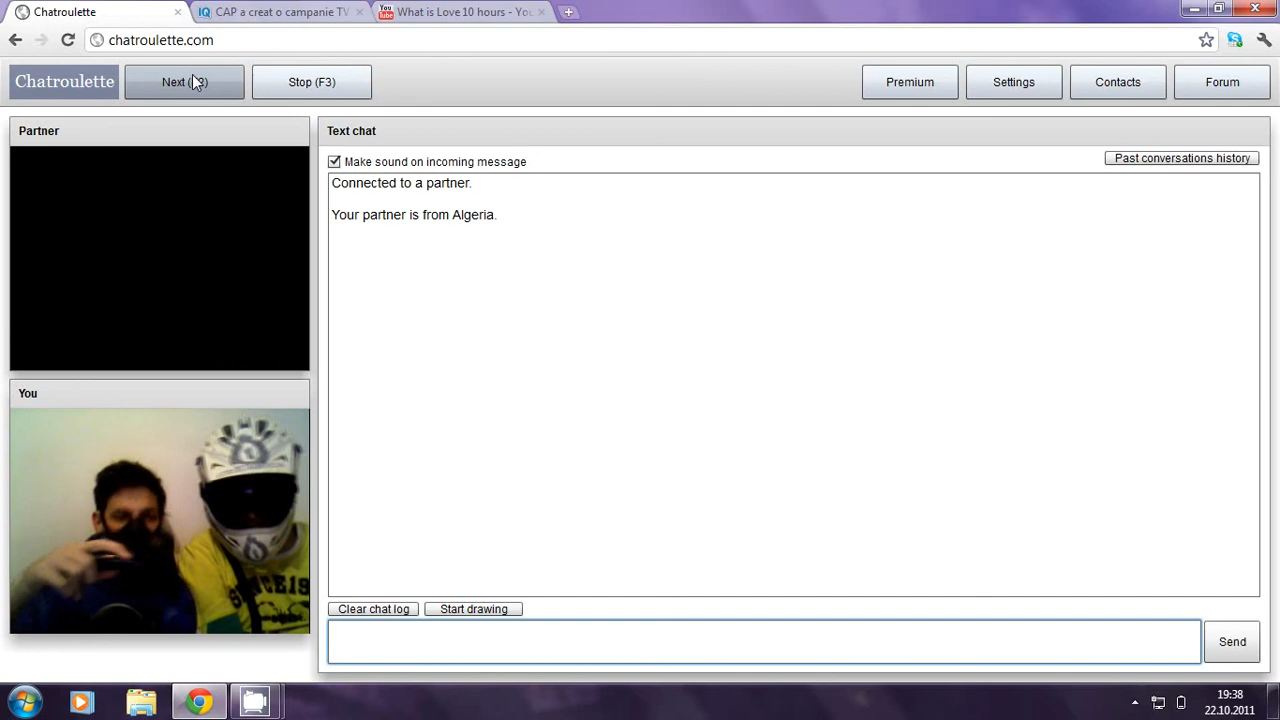 Chatroulette
CAP a creat o campanie TV
What is Love 10 hours - You
chatroulette.com
Chatroulette
Next
Stop (F3)
Premium
Settings
Contacts
Forum
Partner
Text chat
Make sound on incoming message
Past conversations history
Connected to a partner.
Your partner is from Algeria.
You
Clear chat log
Start drawing
Send
19:38
22.10.2011